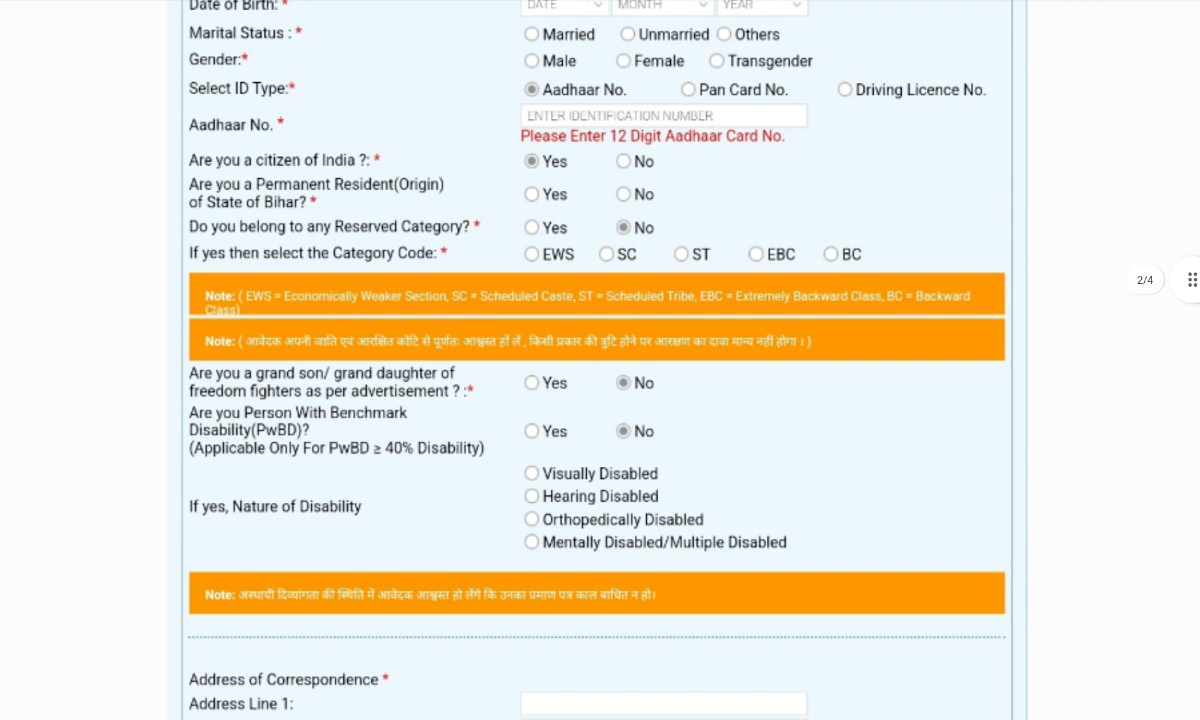 Date of Birth: * DATE MONTH YEAR
Marital Status : * Married Unmarried Others
Gender:* Male Female Transgender
Select ID Type:* Aadhaar No. Pan Card No. Driving Licence No.
Aadhaar No. * ENTER IDENTIFICATION NUMBER
Please Enter 12 Digit Aadhaar Card No.
Are you a citizen of India ?: * Yes No
Are you a Permanent Resident(Origin)
of State of Bihar? * Yes No
Do you belong to any Reserved Category? * Yes No
If yes then select the Category Code: * EWS SC ST EBC BC
2/4
Note: ( EWS = Economically Weaker Section, SC = Scheduled Caste, ST = Scheduled Tribe, EBC = Extremely Backward Class, BC = Backward
Class)
Note: ( आवेदक अपनी जाति एवं आरक्षित कोटि से पूर्णतः आश्वस्त हों लें , किसी प्रकार की त्रुटि होने पर आरक्षण का दावा मान्य नहीं होगा । )
Are you a grand son/ grand daughter of
freedom fighters as per advertisement ? :* Yes No
Are you Person With Benchmark
Disability(PwBD)? Yes No
(Applicable Only For PwBD ≥ 40% Disability)
Visually Disabled
Hearing Disabled
If yes, Nature of Disability
Orthopedically Disabled
Mentally Disabled/Multiple Disabled
Note: अस्थायी दिव्यांगता की स्थिति में आवेदक आश्वस्त हो लेंगे कि उनका प्रमाण पत्र काल बाधित न हो।
Address of Correspondence *
Address Line 1: